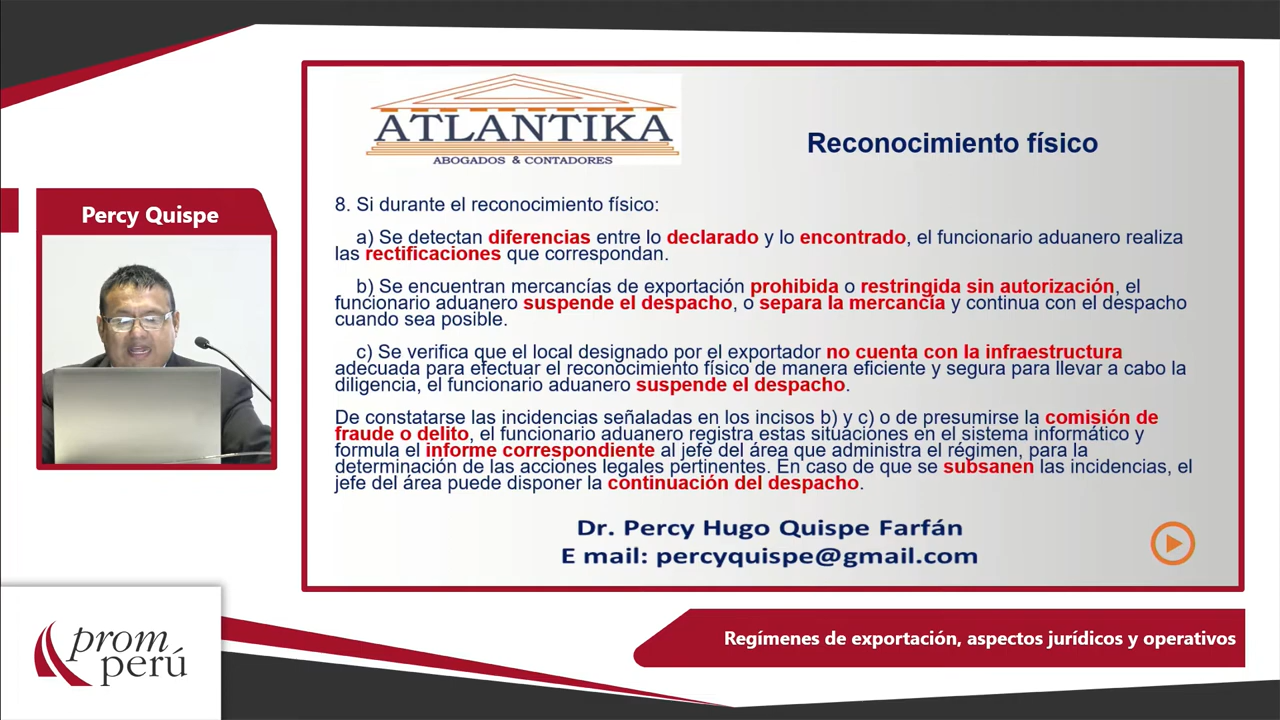 ATLANTIKA
ABOGADOS & CONTADORES
Reconocimiento físico
Percy Quispe
8. Si durante el reconocimiento físico:
a) Se detectan diferencias entre lo declarado y lo encontrado, el funcionario aduanero realiza
las rectificaciones que correspondan.
b) Se encuentran mercancías de exportación prohibida o restringida sin autorización, el
funcionario aduanero suspende el despacho, o separa la mercancía y continua con el despacho
cuando sea posible.
c) Se verifica que el local designado por el exportador no cuenta con la infraestructura
adecuada para efectuar el reconocimiento físico de manera eficiente y segura para llevar a cabo la
diligencia, el funcionario aduanero suspende el despacho.
De constatarse las incidencias señaladas en los incisos b) y c) o de presumirse la comisión de
fraude o delito, el funcionario aduanero registra estas situaciones en el sistema informático y
formula el informe correspondiente al jefe del área que administra el régimen, para la
determinación de las acciones legales pertinentes. En caso de que se subsanen las incidencias, el
jefe del área puede disponer la continuación del despacho.
Dr. Percy Hugo Quispe Farfán
E mail: percyquispe@gmail.com
prom
perú
Regímenes de exportación, aspectos jurídicos y operativos